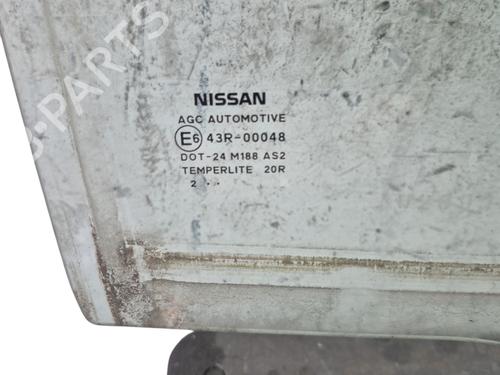 NISSAN
AGC AUTOMOTIVE
E6 43R-00048
DOT-24 M188 AS2
TEMPERLITE 20R
2 ..